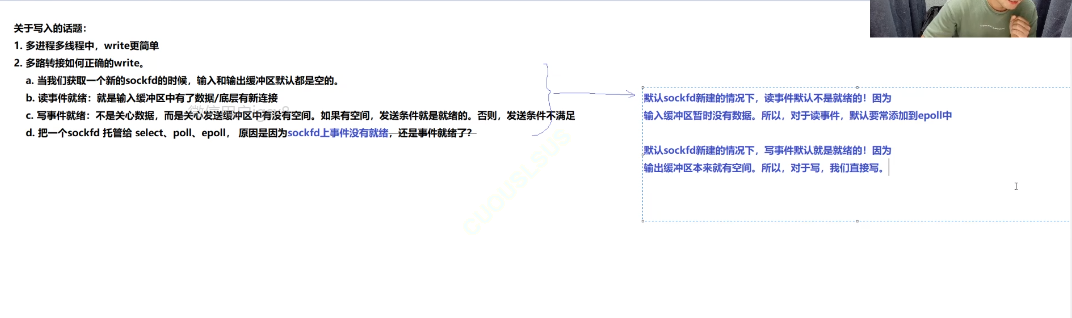 关于写入的话题：
1. 多进程多线程中，write更简单
2. 多路转接如何正确的write。
a. 当我们获取一个新的sockfd的时候，输入和输出缓冲区默认都是空的。
b. 读事件就绪：就是输入缓冲区中有了数据/底层有新连接
c. 写事件就绪：不是关心数据，而是关心发送缓冲区中有没有空间。如果有空间，发送条件就是就绪的。否则，发送条件不满足
d. 把一个sockfd 托管给 select、poll、epoll， 原因是因为sockfd上事件没有就绪，还是事件就绪了？
默认sockfd新建的情况下，读事件默认不是就绪的！因为
输入缓冲区暂时没有数据。所以，对于读事件，默认要常添加到epoll中
默认sockfd新建的情况下，写事件默认就是就绪的！因为
输出缓冲区本来就有空间。所以，对于写，我们直接写。